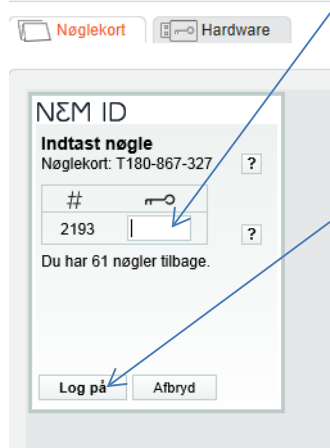 Nøglekort Hardware
NEM ID
Indtast nøgle
Nøglekort: T180-867-327 ?
#
2193 ?
Du har 61 nøgler tilbage.
Log på Afbryd